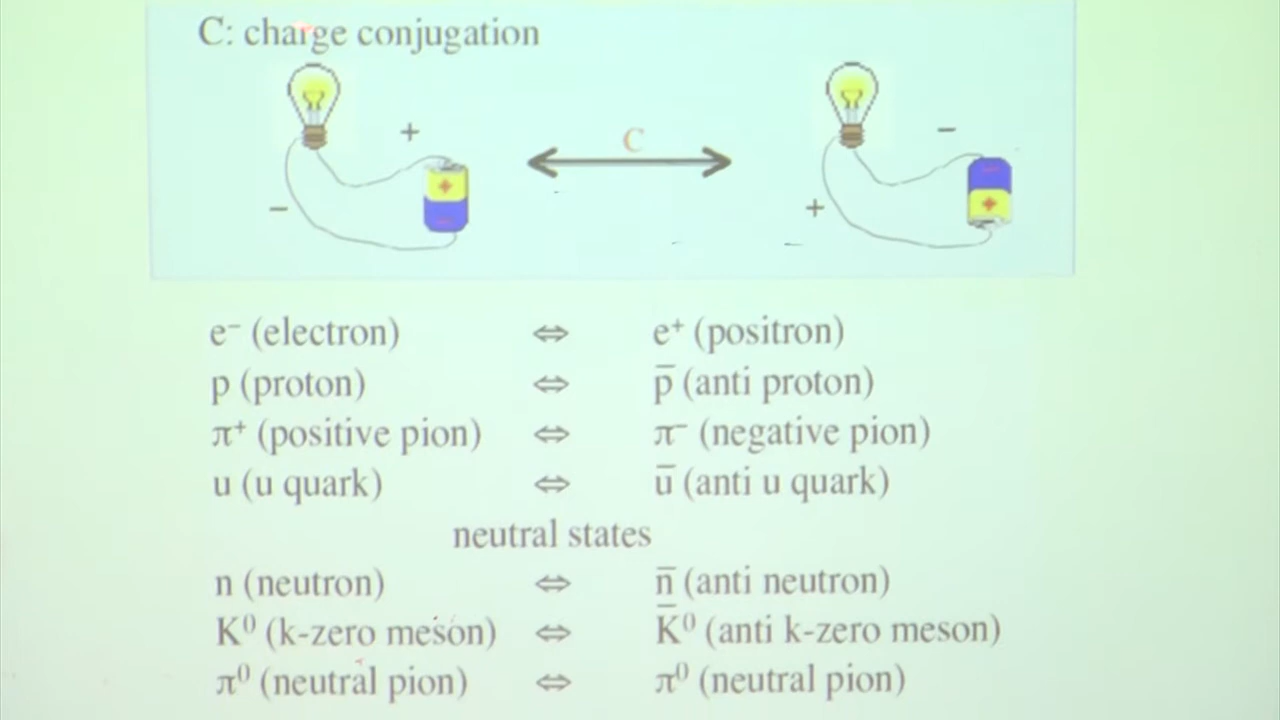 C: charge conjugation
+ C −
− +
e⁻ (electron) ⇔ e⁺ (positron)
p (proton) ⇔ p̅ (anti proton)
π⁺ (positive pion) ⇔ π⁻ (negative pion)
u (u quark) ⇔ u̅ (anti u quark)
neutral states
n (neutron) ⇔ n̅ (anti neutron)
K⁰ (k-zero meson) ⇔ K̅⁰ (anti k-zero meson)
π⁰ (neutral pion) ⇔ π⁰ (neutral pion)